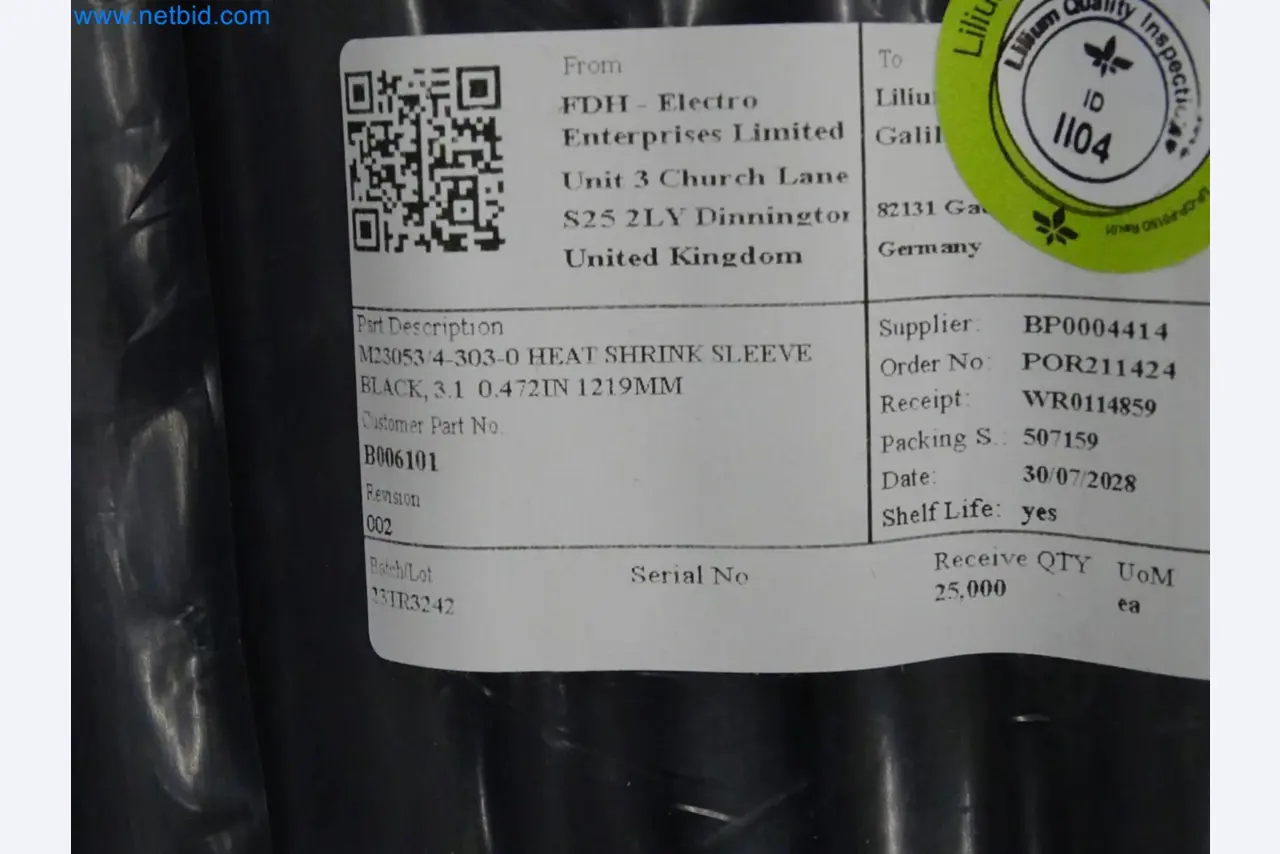 www.netbid.com
From
FDH - Electro
Enterprises Limited
Unit 3 Church Lane
S25 2LY Dinnington
United Kingdom
To
Lilium
Galil
82131 Ga
Germany
Lilium Quality Inspection
ID
1104
Part Description
M23053/4-303-0 HEAT SHRINK SLEEVE
BLACK, 3.1 0.472IN 1219MM
Customer Part No.
B006101
Revision
002
Supplier: BP0004414
Order No: POR211424
Receipt: WR0114859
Packing S.: 507159
Date: 30/07/2028
Shelf Life: yes
Batch/Lot
23TR3242
Serial No
Receive QTY
25,000
UoM
ea